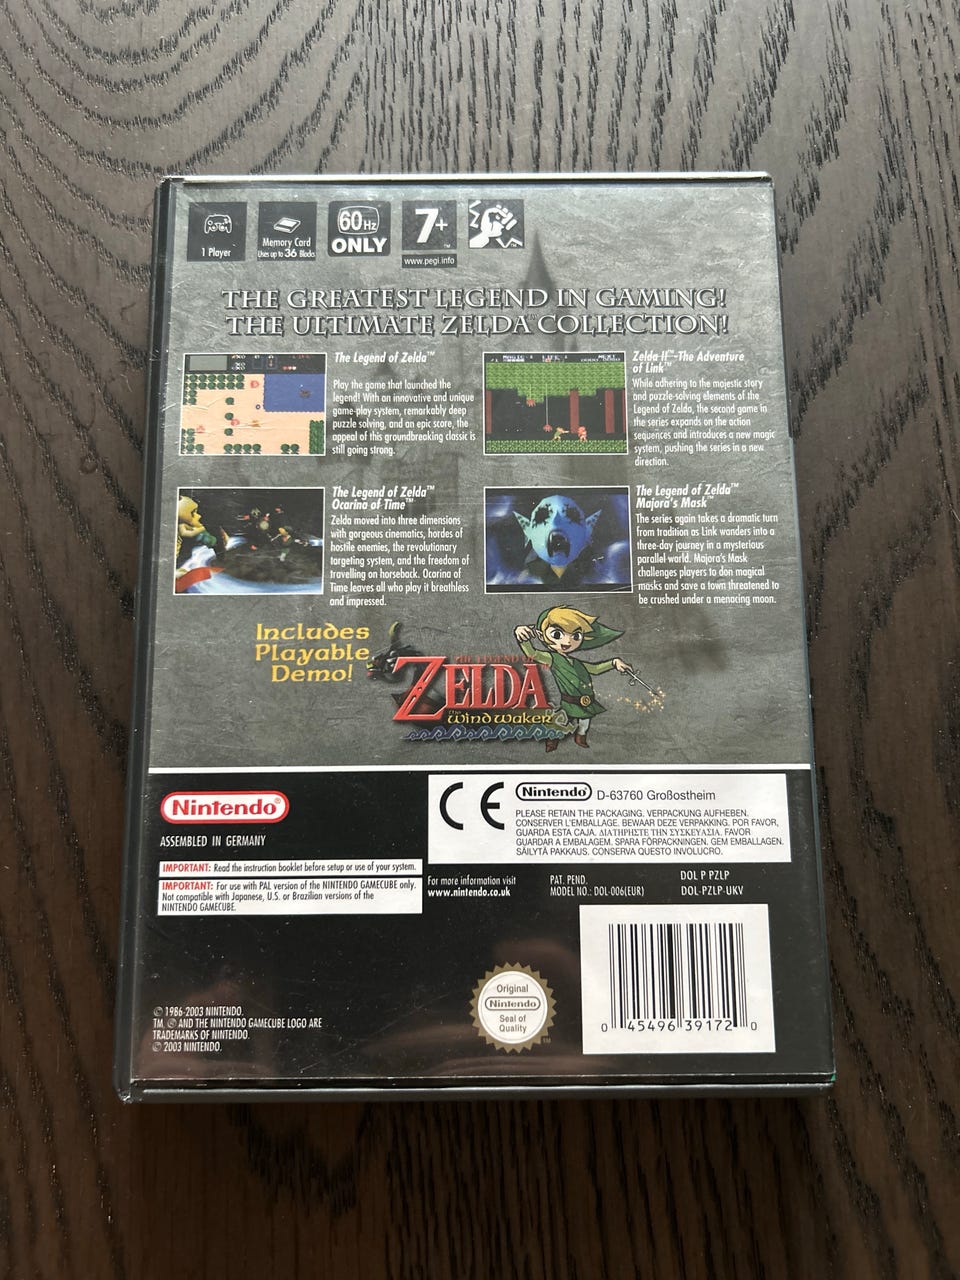 1 Player
Memory Card
Uses up to 36 Blocks
60Hz
ONLY
7+
™
www.pegi.info
THE GREATEST LEGEND IN GAMING!
THE ULTIMATE ZELDA™ COLLECTION!
The Legend of Zelda™
Play the game that launched the
legend! With an innovative and unique
game-play system, remarkably deep
puzzle solving, and an epic score, the
appeal of this groundbreaking classic is
still going strong.
Zelda II™-The Adventure
of Link™
While adhering to the majestic story
and puzzle-solving elements of the
Legend of Zelda, the second game in
the series expands on the action
sequences and introduces a new magic
system, pushing the series in a new
direction.
The Legend of Zelda™
Ocarina of Time™
Zelda moved into three dimensions
with gorgeous cinematics, hordes of
hostile enemies, the revolutionary
targeting system, and the freedom of
travelling on horseback. Ocarina of
Time leaves all who play it breathless
and impressed.
The Legend of Zelda™
Majora's Mask™
The series again takes a dramatic turn
from tradition as Link wanders into a
three-day journey in a mysterious
parallel world. Majora's Mask
challenges players to don magical
masks and save a town threatened to
be crushed under a menacing moon.
Includes
Playable
Demo!
THE LEGEND OF
ZELDA
The Wind Waker
Nintendo®
ASSEMBLED IN GERMANY
IMPORTANT: Read the instruction booklet before setup or use of your system.
IMPORTANT: For use with PAL version of the NINTENDO GAMECUBE only.
Not compatible with Japanese, U.S. or Brazilian versions of the
NINTENDO GAMECUBE.
CE
Nintendo® D-63760 Großostheim
PLEASE RETAIN THE PACKAGING. VERPACKUNG AUFHEBEN.
CONSERVER L'EMBALLAGE. BEWAAR DEZE VERPAKKING. POR FAVOR,
GUARDA ESTA CAJA. ΔΙΑΤΗΡΗΣΤΕ ΤΗΝ ΣΥΣΚΕΥΑΣΙΑ. FAVOR
GUARDAR A EMBALAGEM. SPARA FÖRPACKNINGEN. GEM EMBALLAGEN.
SÄILYTÄ PAKKAUS. CONSERVA QUESTO INVOLUCRO.
For more information visit
www.nintendo.co.uk
PAT. PEND.
MODEL NO.: DOL-006(EUR)
DOL P PZLP
DOL-PZLP-UKV
© 1986-2003 NINTENDO.
TM, ® AND THE NINTENDO GAMECUBE LOGO ARE
TRADEMARKS OF NINTENDO.
© 2003 NINTENDO.
Original
Nintendo®
Seal of
Quality
™
0 45496 39172 0